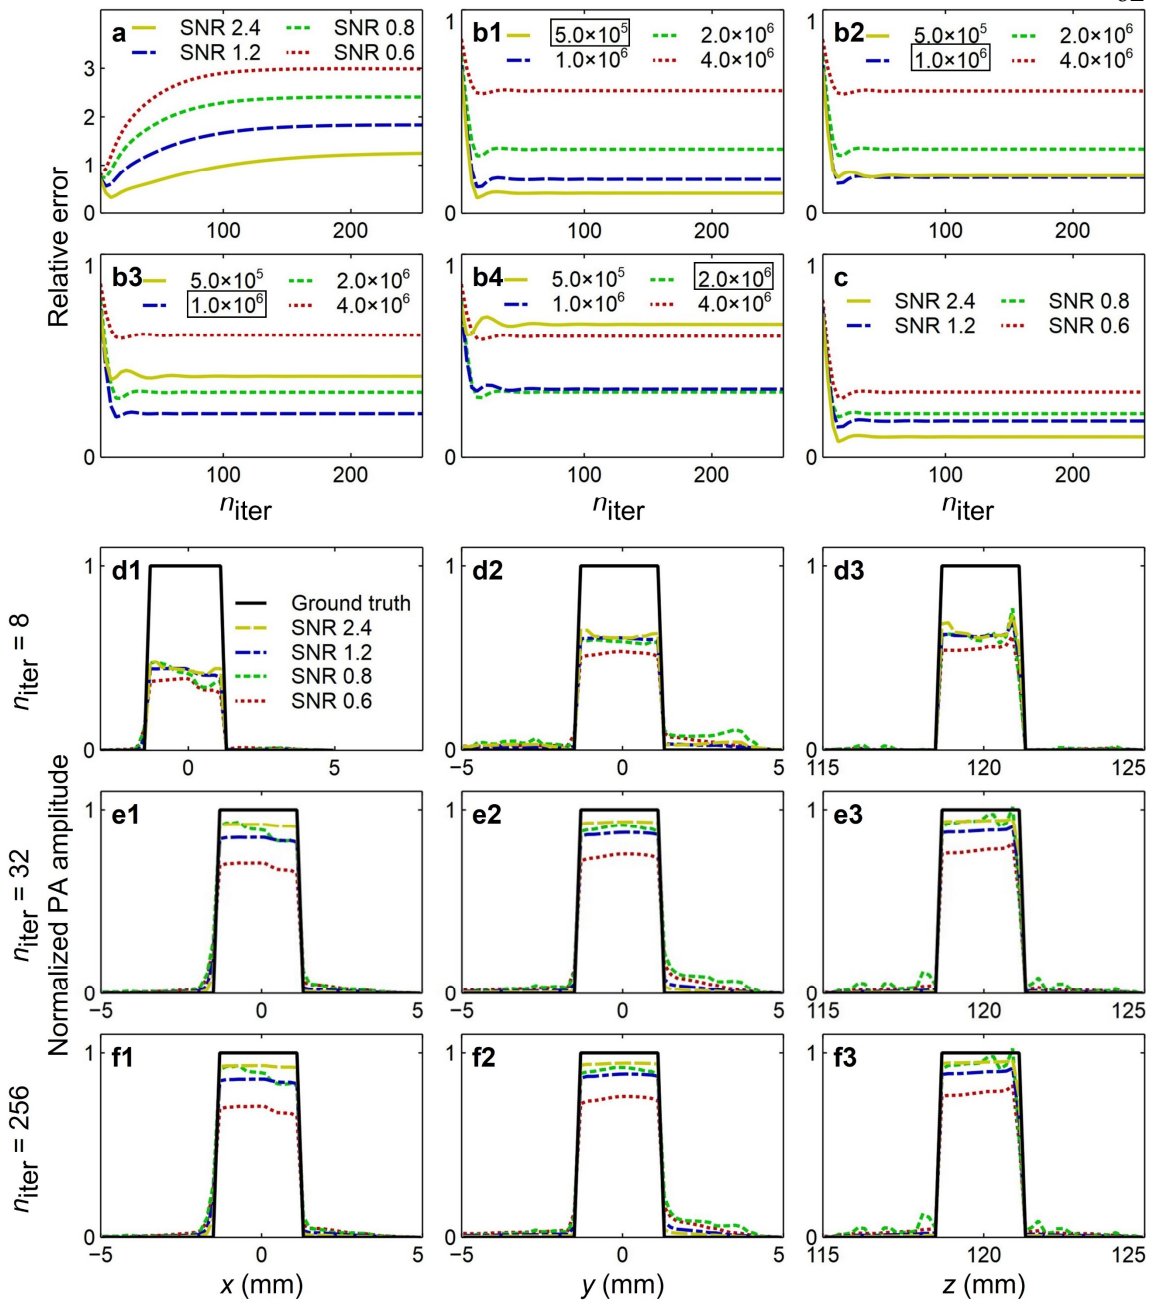 a
SNR 2.4
SNR 0.8
SNR 1.2
SNR 0.6
3
2
1
0
100
200
b1
1
5.0×10⁵
2.0×10⁶
1.0×10⁶
4.0×10⁶
0
100
200
b2
1
5.0×10⁵
2.0×10⁶
1.0×10⁶
4.0×10⁶
0
100
200
Relative error
b3
1
5.0×10⁵
2.0×10⁶
1.0×10⁶
4.0×10⁶
0
100
200
n_iter
b4
1
5.0×10⁵
2.0×10⁶
1.0×10⁶
4.0×10⁶
0
100
200
n_iter
c
1
SNR 2.4
SNR 0.8
SNR 1.2
SNR 0.6
0
100
200
n_iter
n_iter = 8
d1
1
Ground truth
SNR 2.4
SNR 1.2
SNR 0.8
SNR 0.6
0
0
5
d2
1
0
−5
0
5
d3
1
0
115
120
125
Normalized PA amplitude
n_iter = 32
e1
1
0
−5
0
5
e2
1
0
−5
0
5
e3
1
0
115
120
125
n_iter = 256
f1
1
0
−5
0
5
x (mm)
f2
1
0
−5
0
5
y (mm)
f3
1
0
115
120
125
z (mm)